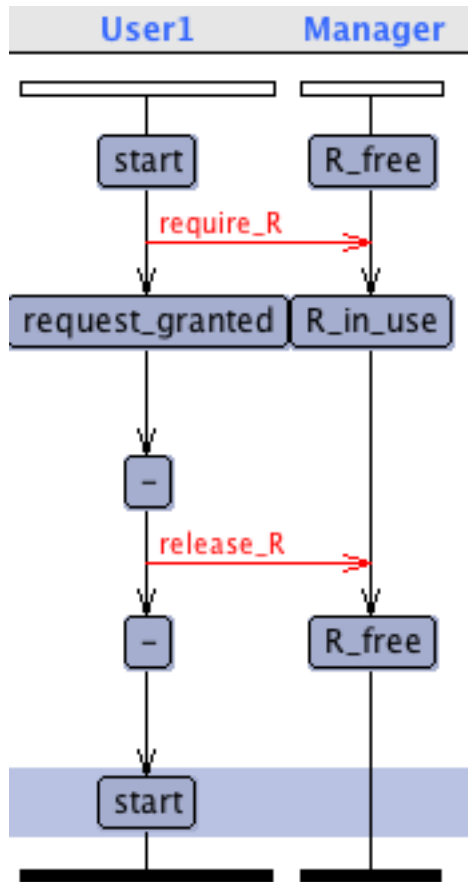 User1 Manager
start R_free
require_R
request_granted R_in_use
-
release_R
- R_free
start